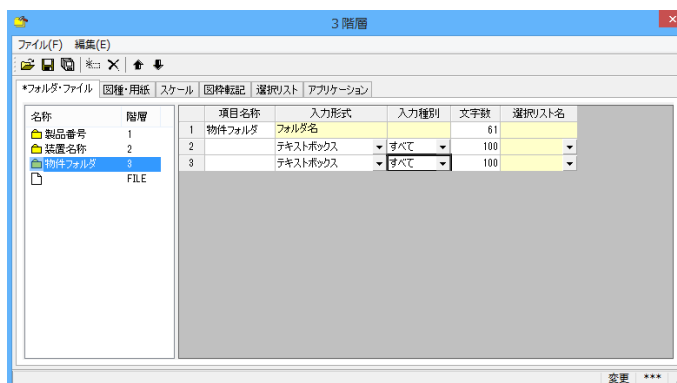 3階層
ファイル(F) 編集(E)
*フォルダ・ファイル 図種・用紙 スケール 図枠転記 選択リスト アプリケーション
名称 階層
製品番号 1
装置名称 2
物件フォルダ 3
FILE
項目名称 入力形式 入力種別 文字数 選択リスト名
1 物件フォルダ フォルダ名 61
2 テキストボックス すべて 100
3 テキストボックス すべて 100
変更 ***